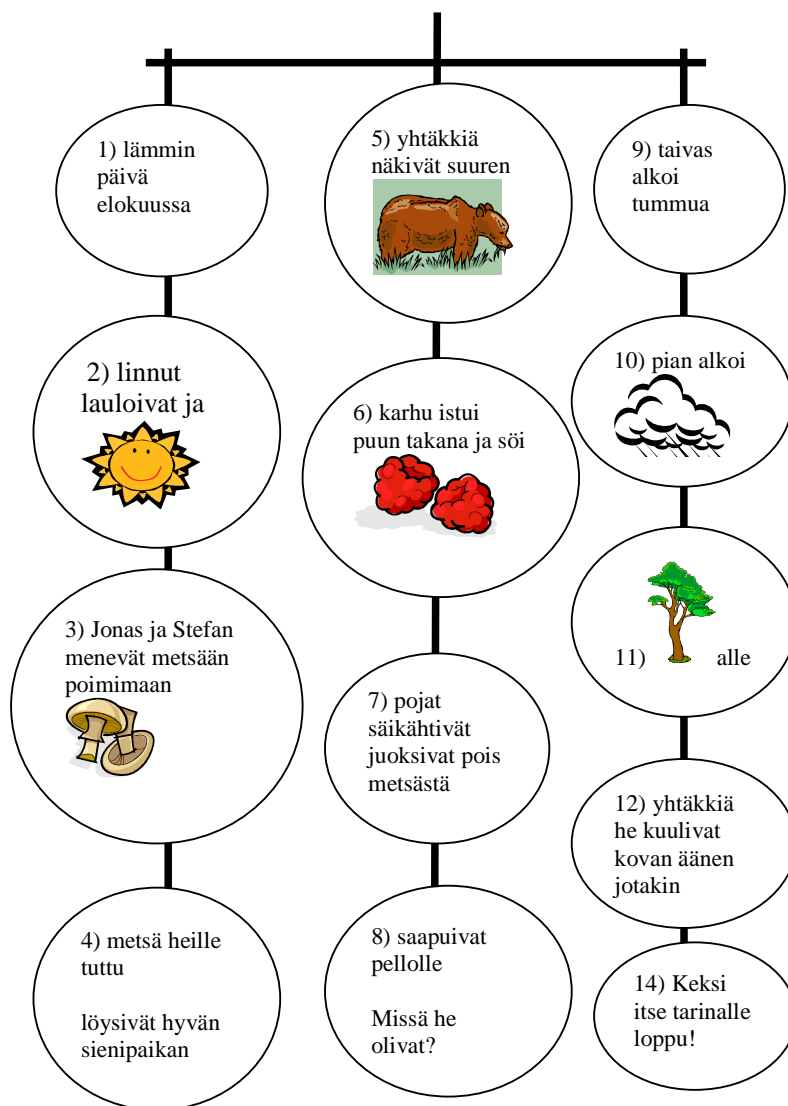 1) lämmin
päivä
elokuussa
2) linnut
lauloivat ja
3) Jonas ja Stefan
menevät metsään
poimimaan
4) metsä heille
tuttu
löysivät hyvän
sienipaikan
5) yhtäkkiä
näkivät suuren
6) karhu istui
puun takana ja söi
7) pojat
säikähtivät
juoksivat pois
metsästä
8) saapuivat
pellolle
Missä he
olivat?
9) taivas
alkoi
tummua
10) pian alkoi
11) alle
12) yhtäkkiä
he kuulivat
kovan äänen
jotakin
14) Keksi
itse tarinalle
loppu!